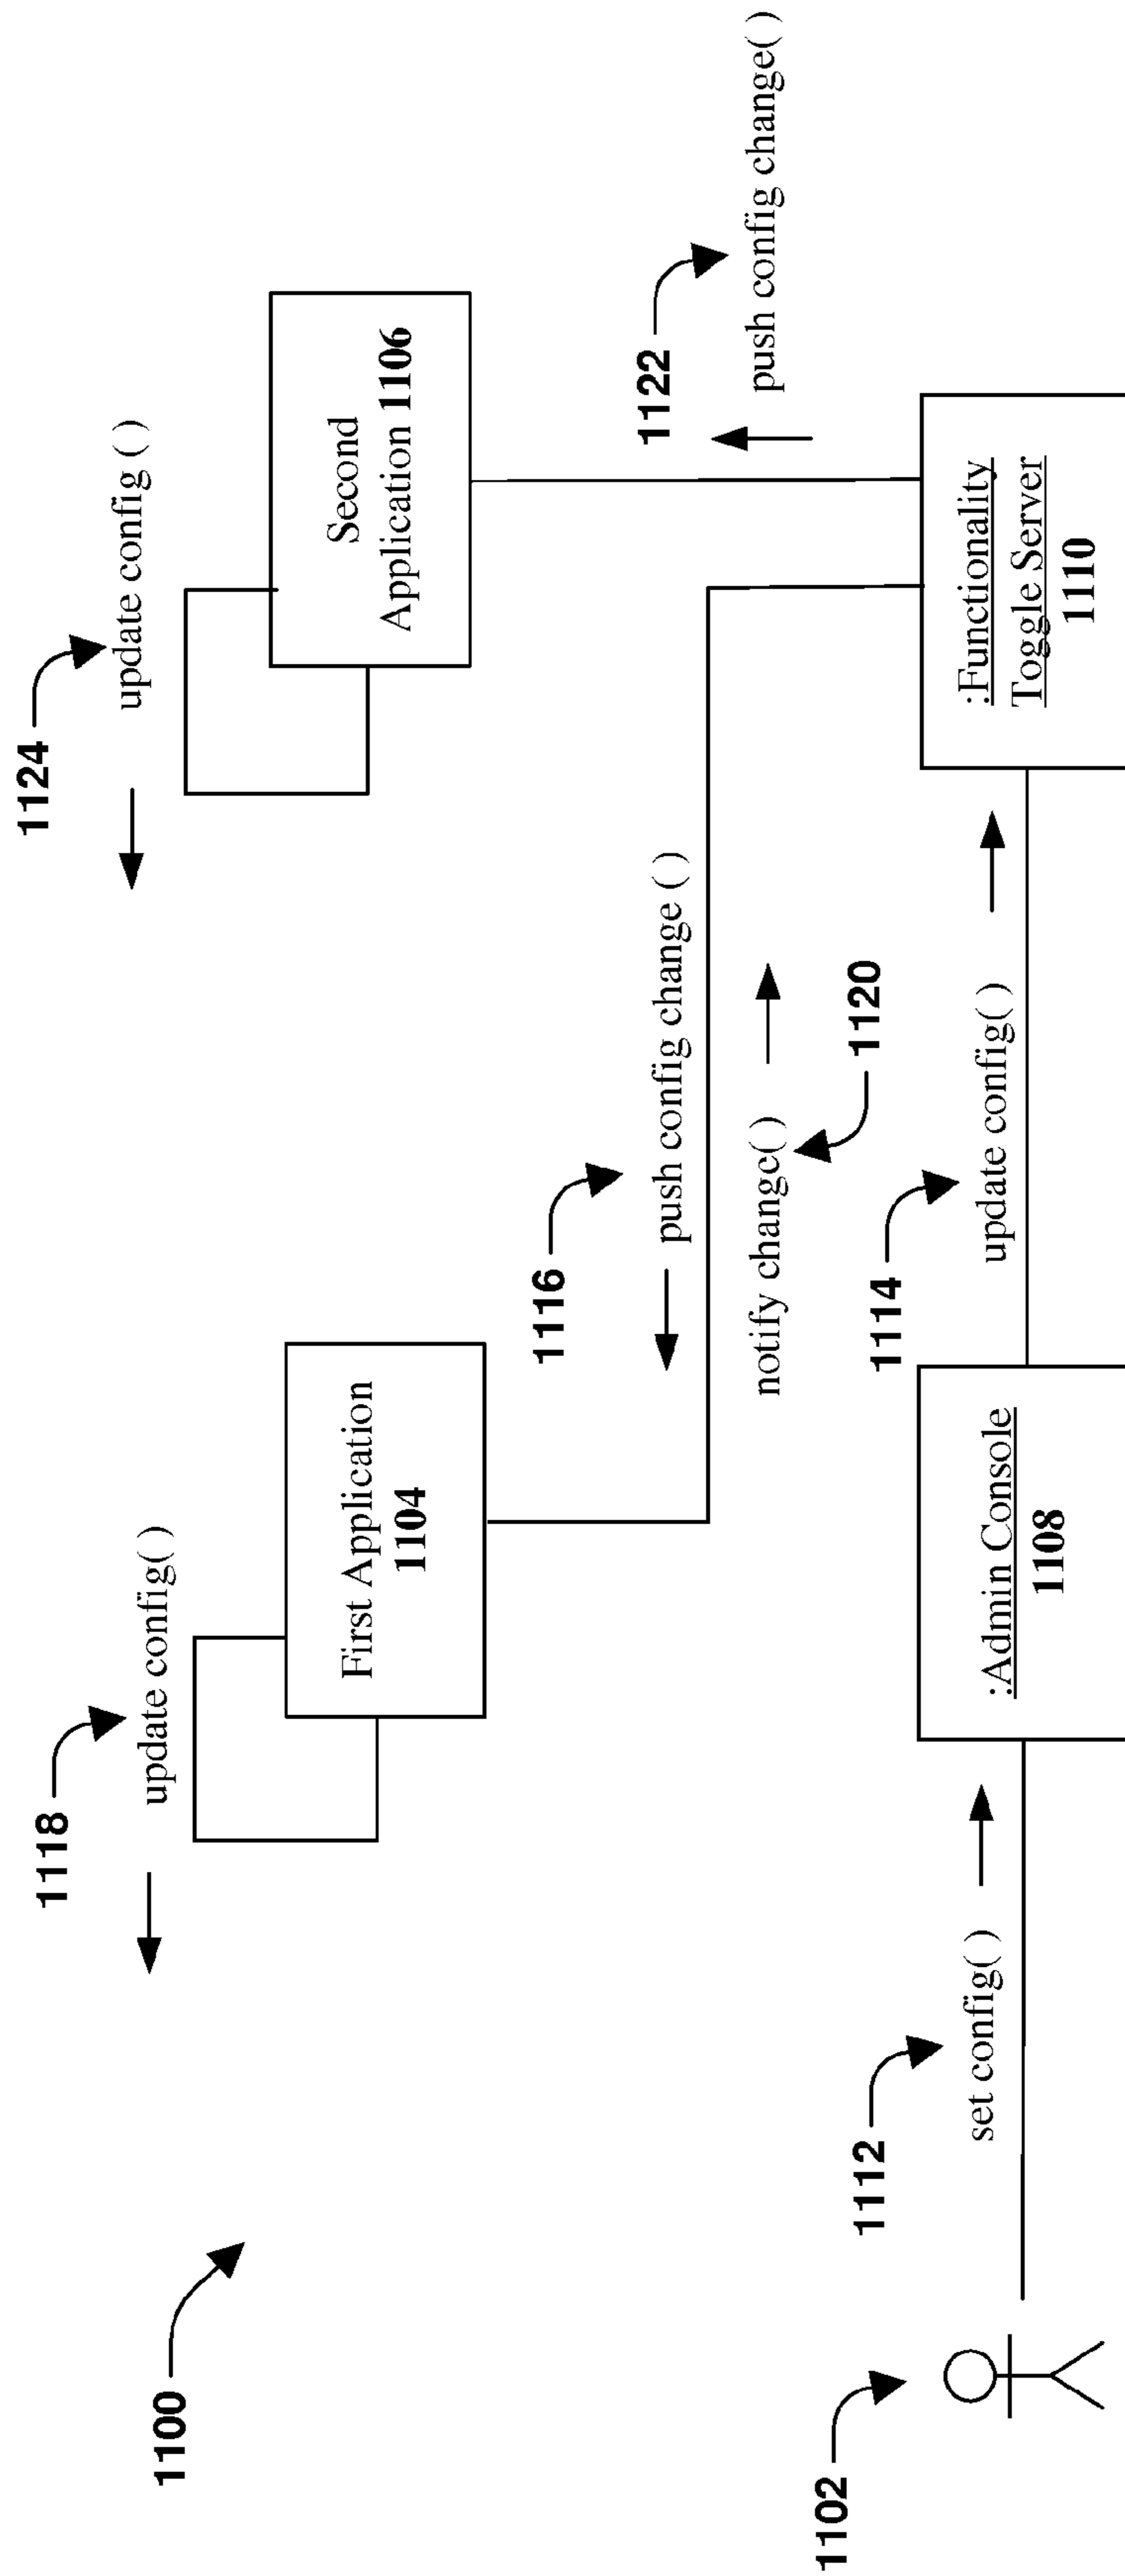 1100
1118
update config( )
1124
update config ( )
First Application
1104
Second
Application 1106
1116
push config change ( )
1122
push config change( )
notify change( )
1120
1102
1112
set config( )
1114
update config( )
:Admin Console
1108
:Functionality
Toggle Server
1110